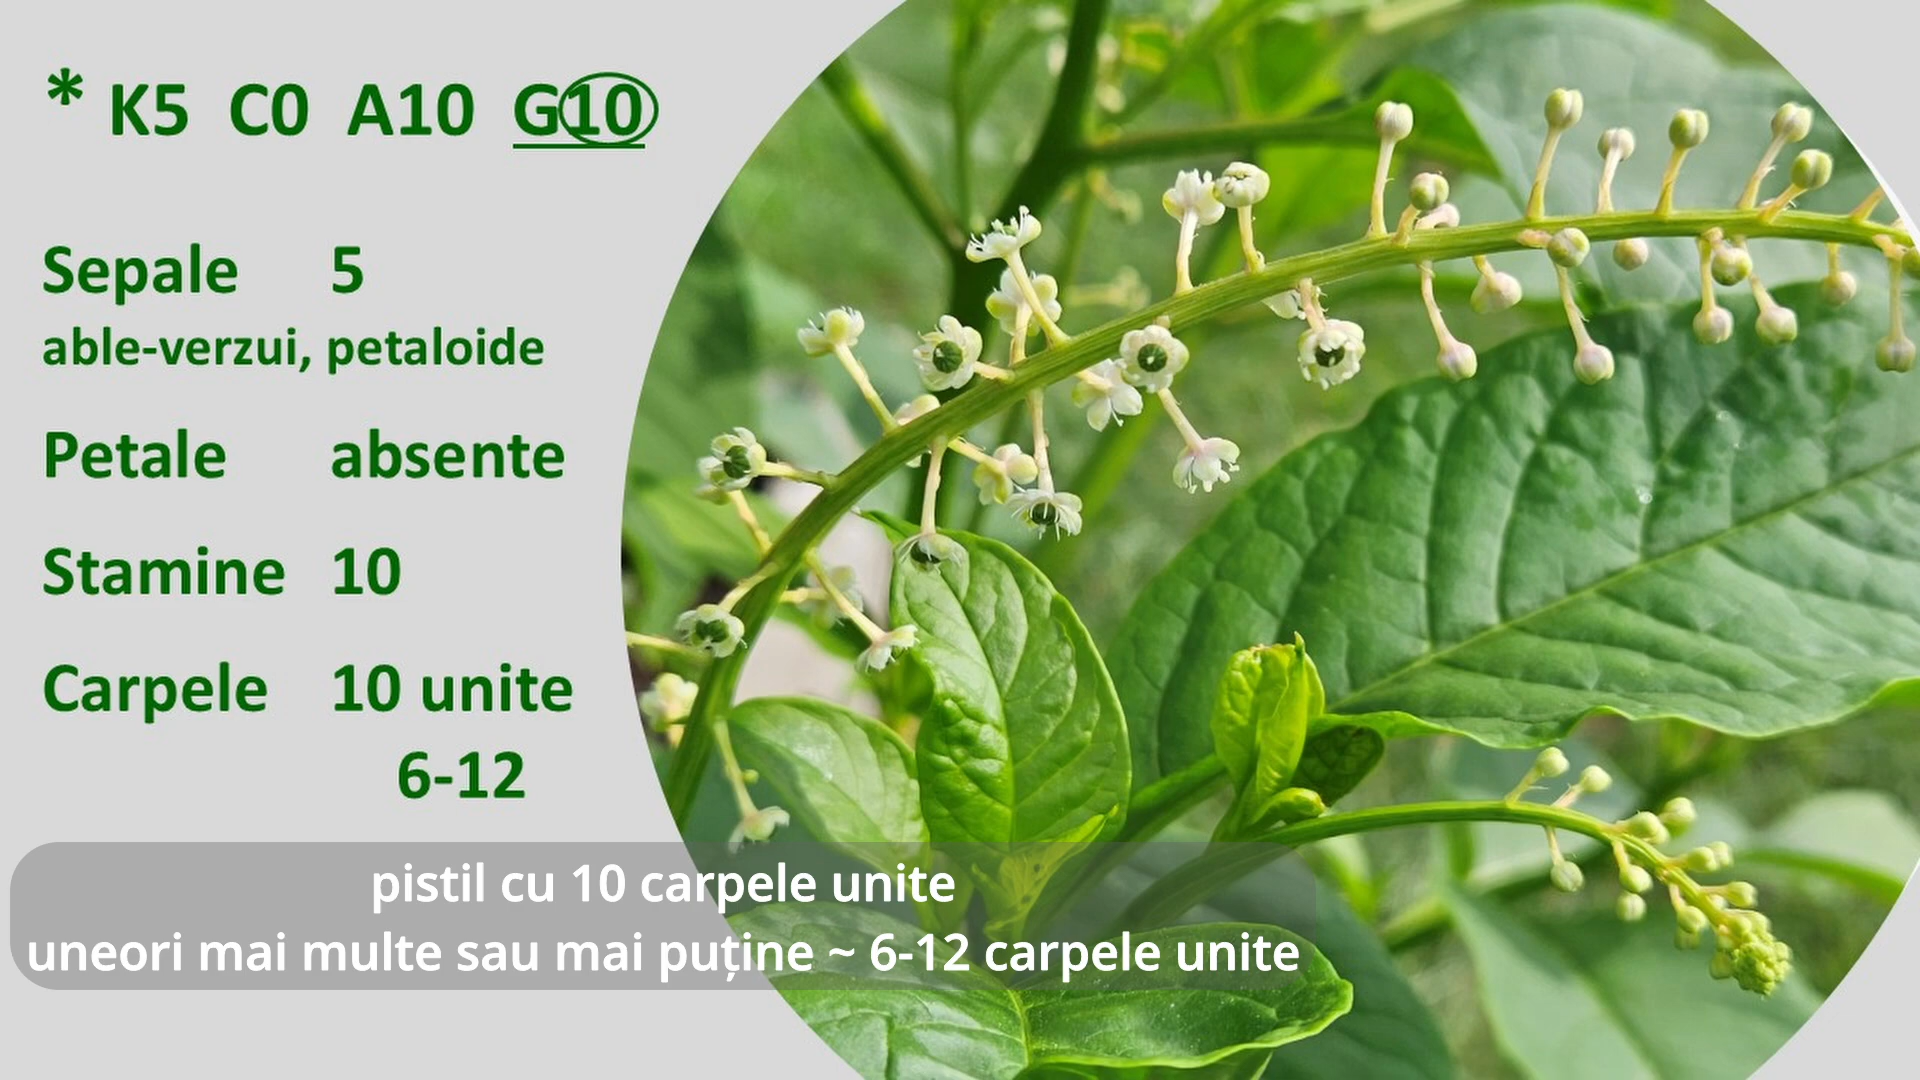 * K5 C0 A10 G10
Sepale 5
able-verzui, petaloide
Petale absente
Stamine 10
Carpele 10 unite
6-12
pistil cu 10 carpele unite
uneori mai multe sau mai puține ~ 6-12 carpele unite